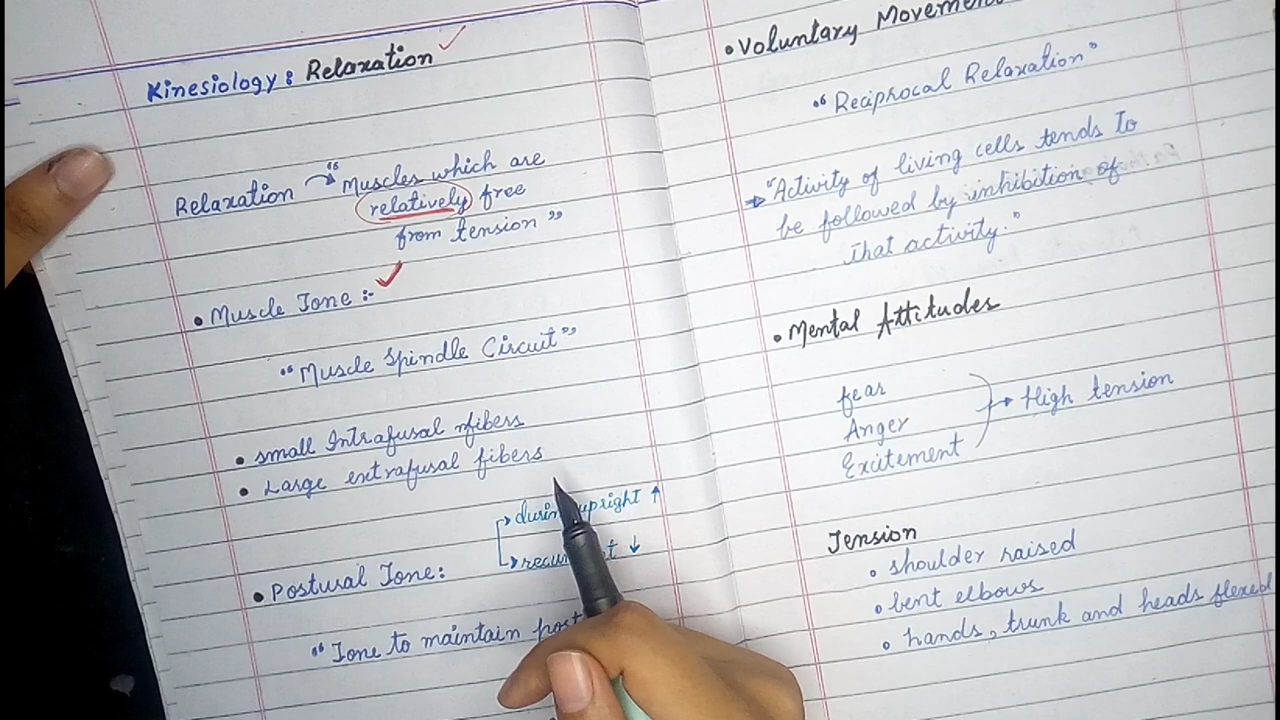 Kinesiology: Relaxation
Relaxation → "Muscles which are
relatively free
from tension"
• Muscle Tone :-
"Muscle Spindle Circuit"
• small Intrafusal fibers
• Large extrafusal fibers
upright ↑
↓
• Postural Tone:
"Tone to maintain
• Voluntary
"Reciprocal Relaxation"
→ "Activity of living cells tends to
be followed by inhibition of
that activity."
• Mental Attitudes
fear
Anger
Excitement
→ High tension
Tension
• shoulder raised
• bent elbows
• hands, trunk and heads flexed